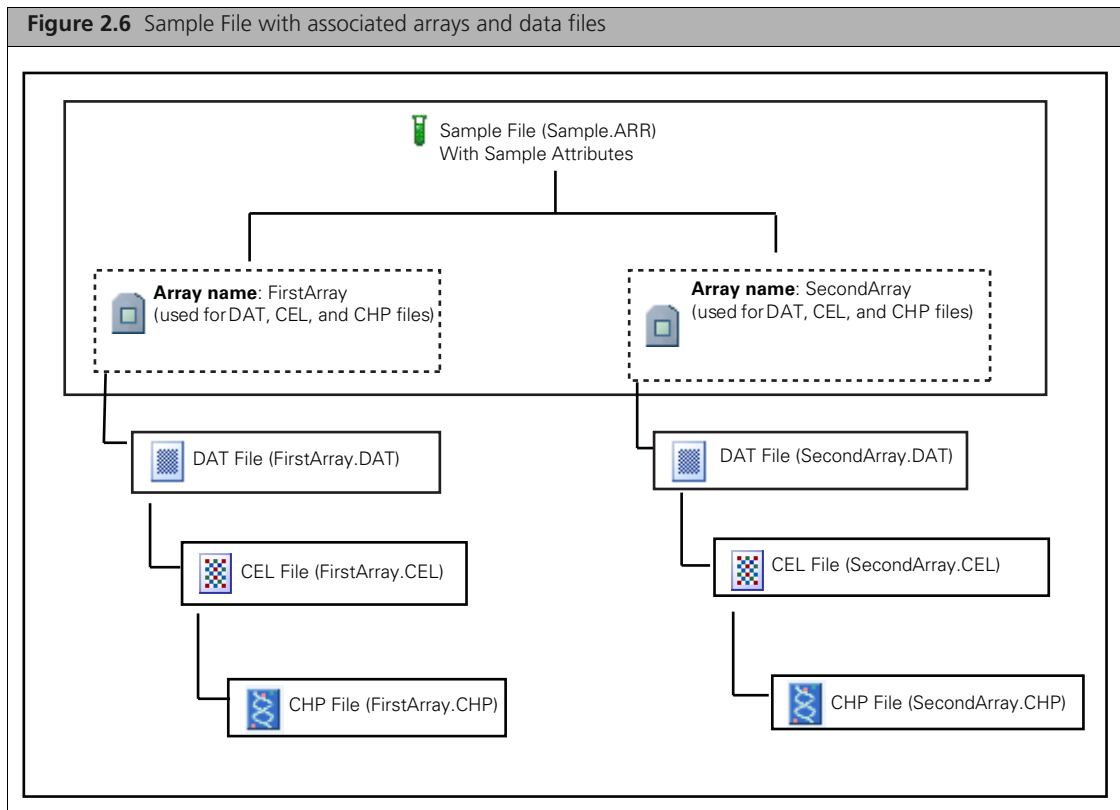 Figure 2.6 Sample File with associated arrays and data files
Sample File (Sample.ARR)
With Sample Attributes
Array name: FirstArray
(used for DAT, CEL, and CHP files)
Array name: SecondArray
(used for DAT, CEL, and CHP files)
DAT File (FirstArray.DAT)
DAT File (SecondArray.DAT)
CEL File (FirstArray.CEL)
CEL File (SecondArray.CEL)
CHP File (FirstArray.CHP)
CHP File (SecondArray.CHP)